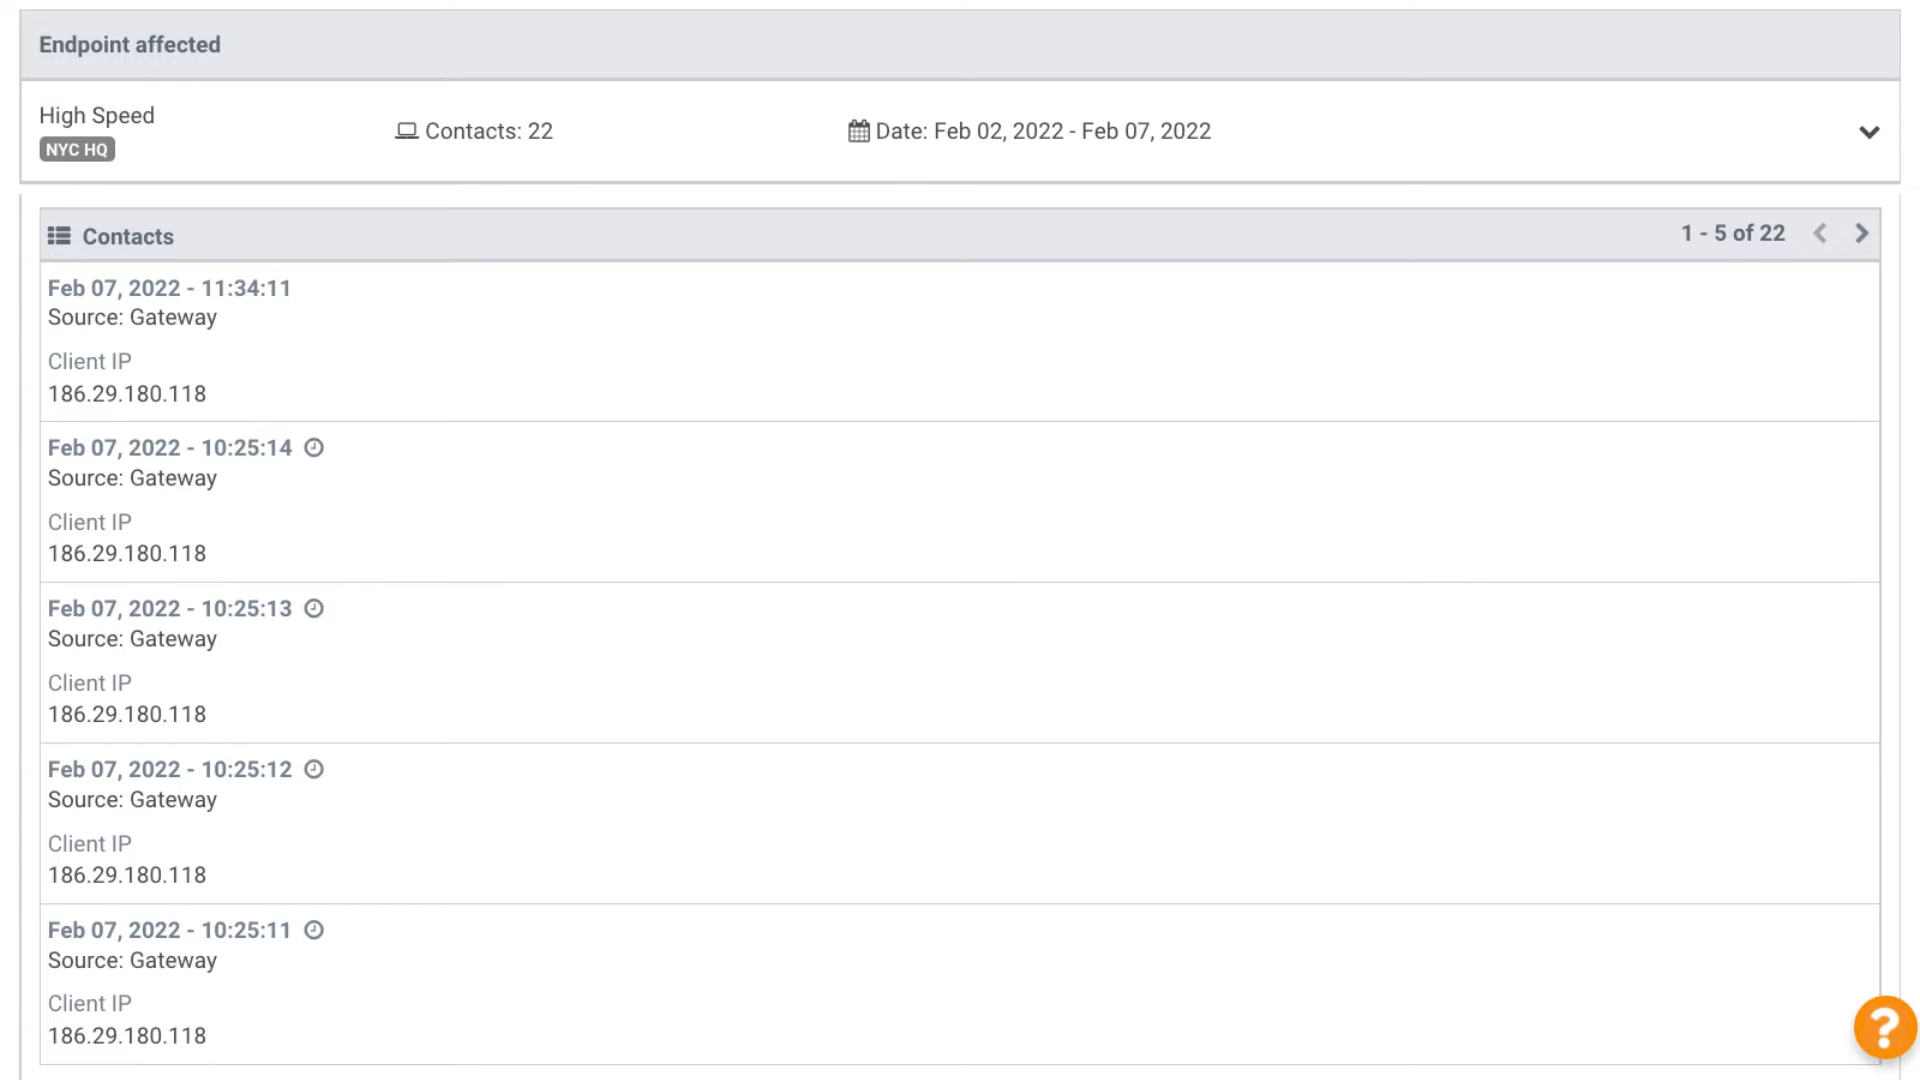 Endpoint affected
High Speed
NYC HQ
Contacts: 22
Date: Feb 02, 2022 - Feb 07, 2022
Contacts
1 - 5 of 22
Feb 07, 2022 - 11:34:11
Source: Gateway
Client IP
186.29.180.118
Feb 07, 2022 - 10:25:14
Source: Gateway
Client IP
186.29.180.118
Feb 07, 2022 - 10:25:13
Source: Gateway
Client IP
186.29.180.118
Feb 07, 2022 - 10:25:12
Source: Gateway
Client IP
186.29.180.118
Feb 07, 2022 - 10:25:11
Source: Gateway
Client IP
186.29.180.118
?